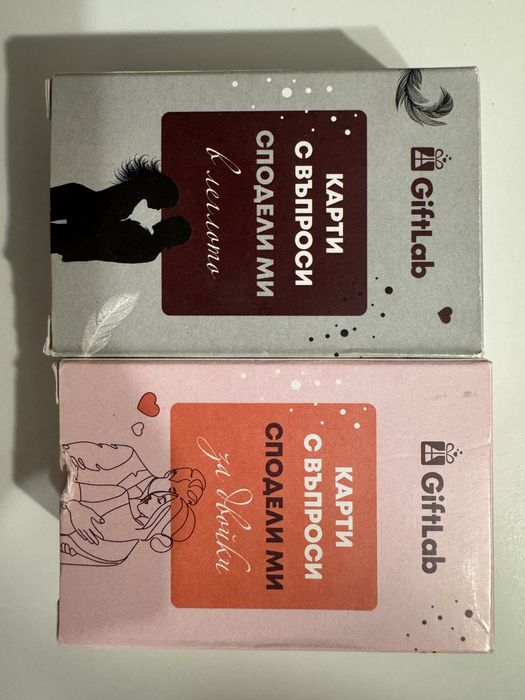 GiftLab
КАРТИ
С ВЪПРОСИ
СПОДЕЛИ МИ
в леглото
GiftLab
КАРТИ
С ВЪПРОСИ
СПОДЕЛИ МИ
за двойки